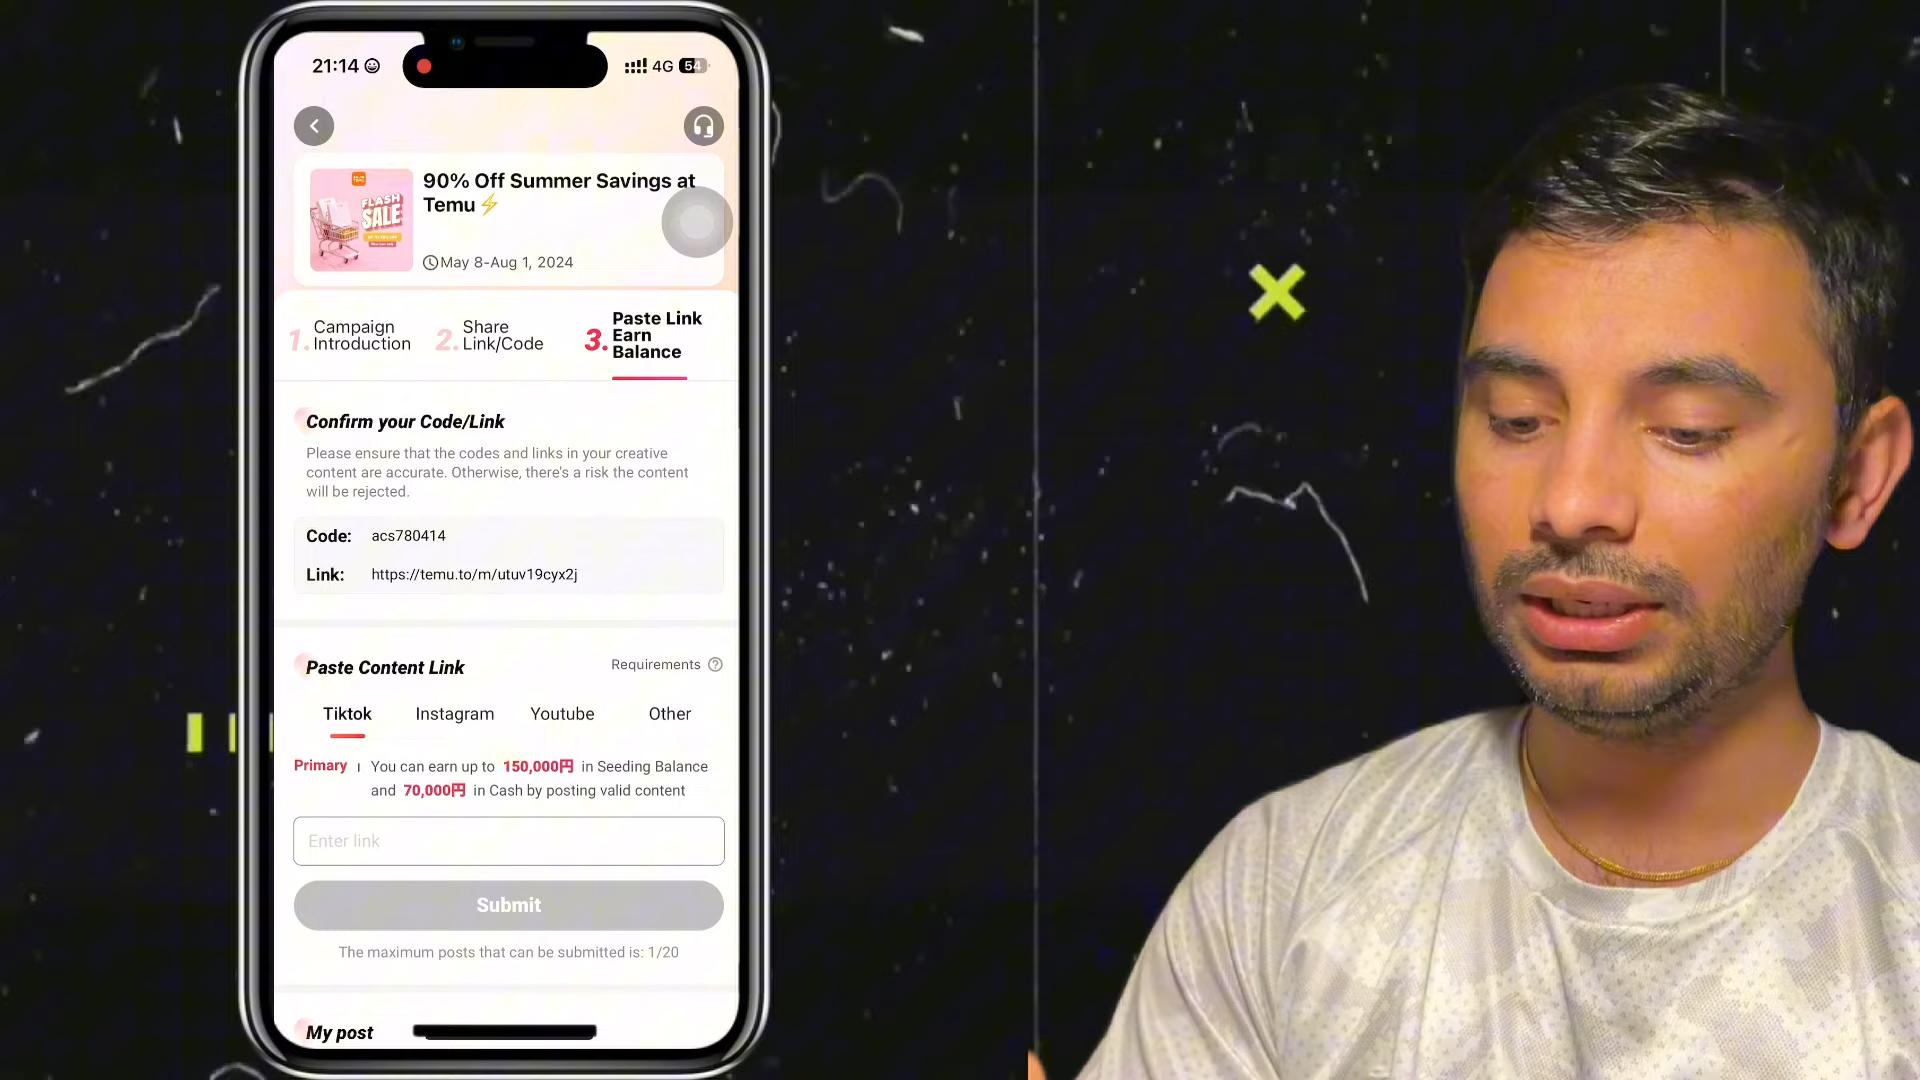 21:14
4G 54
FLASH
SALE
90% Off Summer Savings at
Temu⚡
May 8-Aug 1, 2024
1. Campaign
Introduction
2. Share
Link/Code
3. Paste Link
Earn
Balance
Confirm your Code/Link
Please ensure that the codes and links in your creative
content are accurate. Otherwise, there's a risk the content
will be rejected.
Code: acs780414
Link: https://temu.to/m/utuv19cyx2j
Paste Content Link
Requirements ?
Tiktok Instagram Youtube Other
Primary | You can earn up to 150,000円 in Seeding Balance
and 70,000円 in Cash by posting valid content
Enter link
Submit
The maximum posts that can be submitted is: 1/20
My post